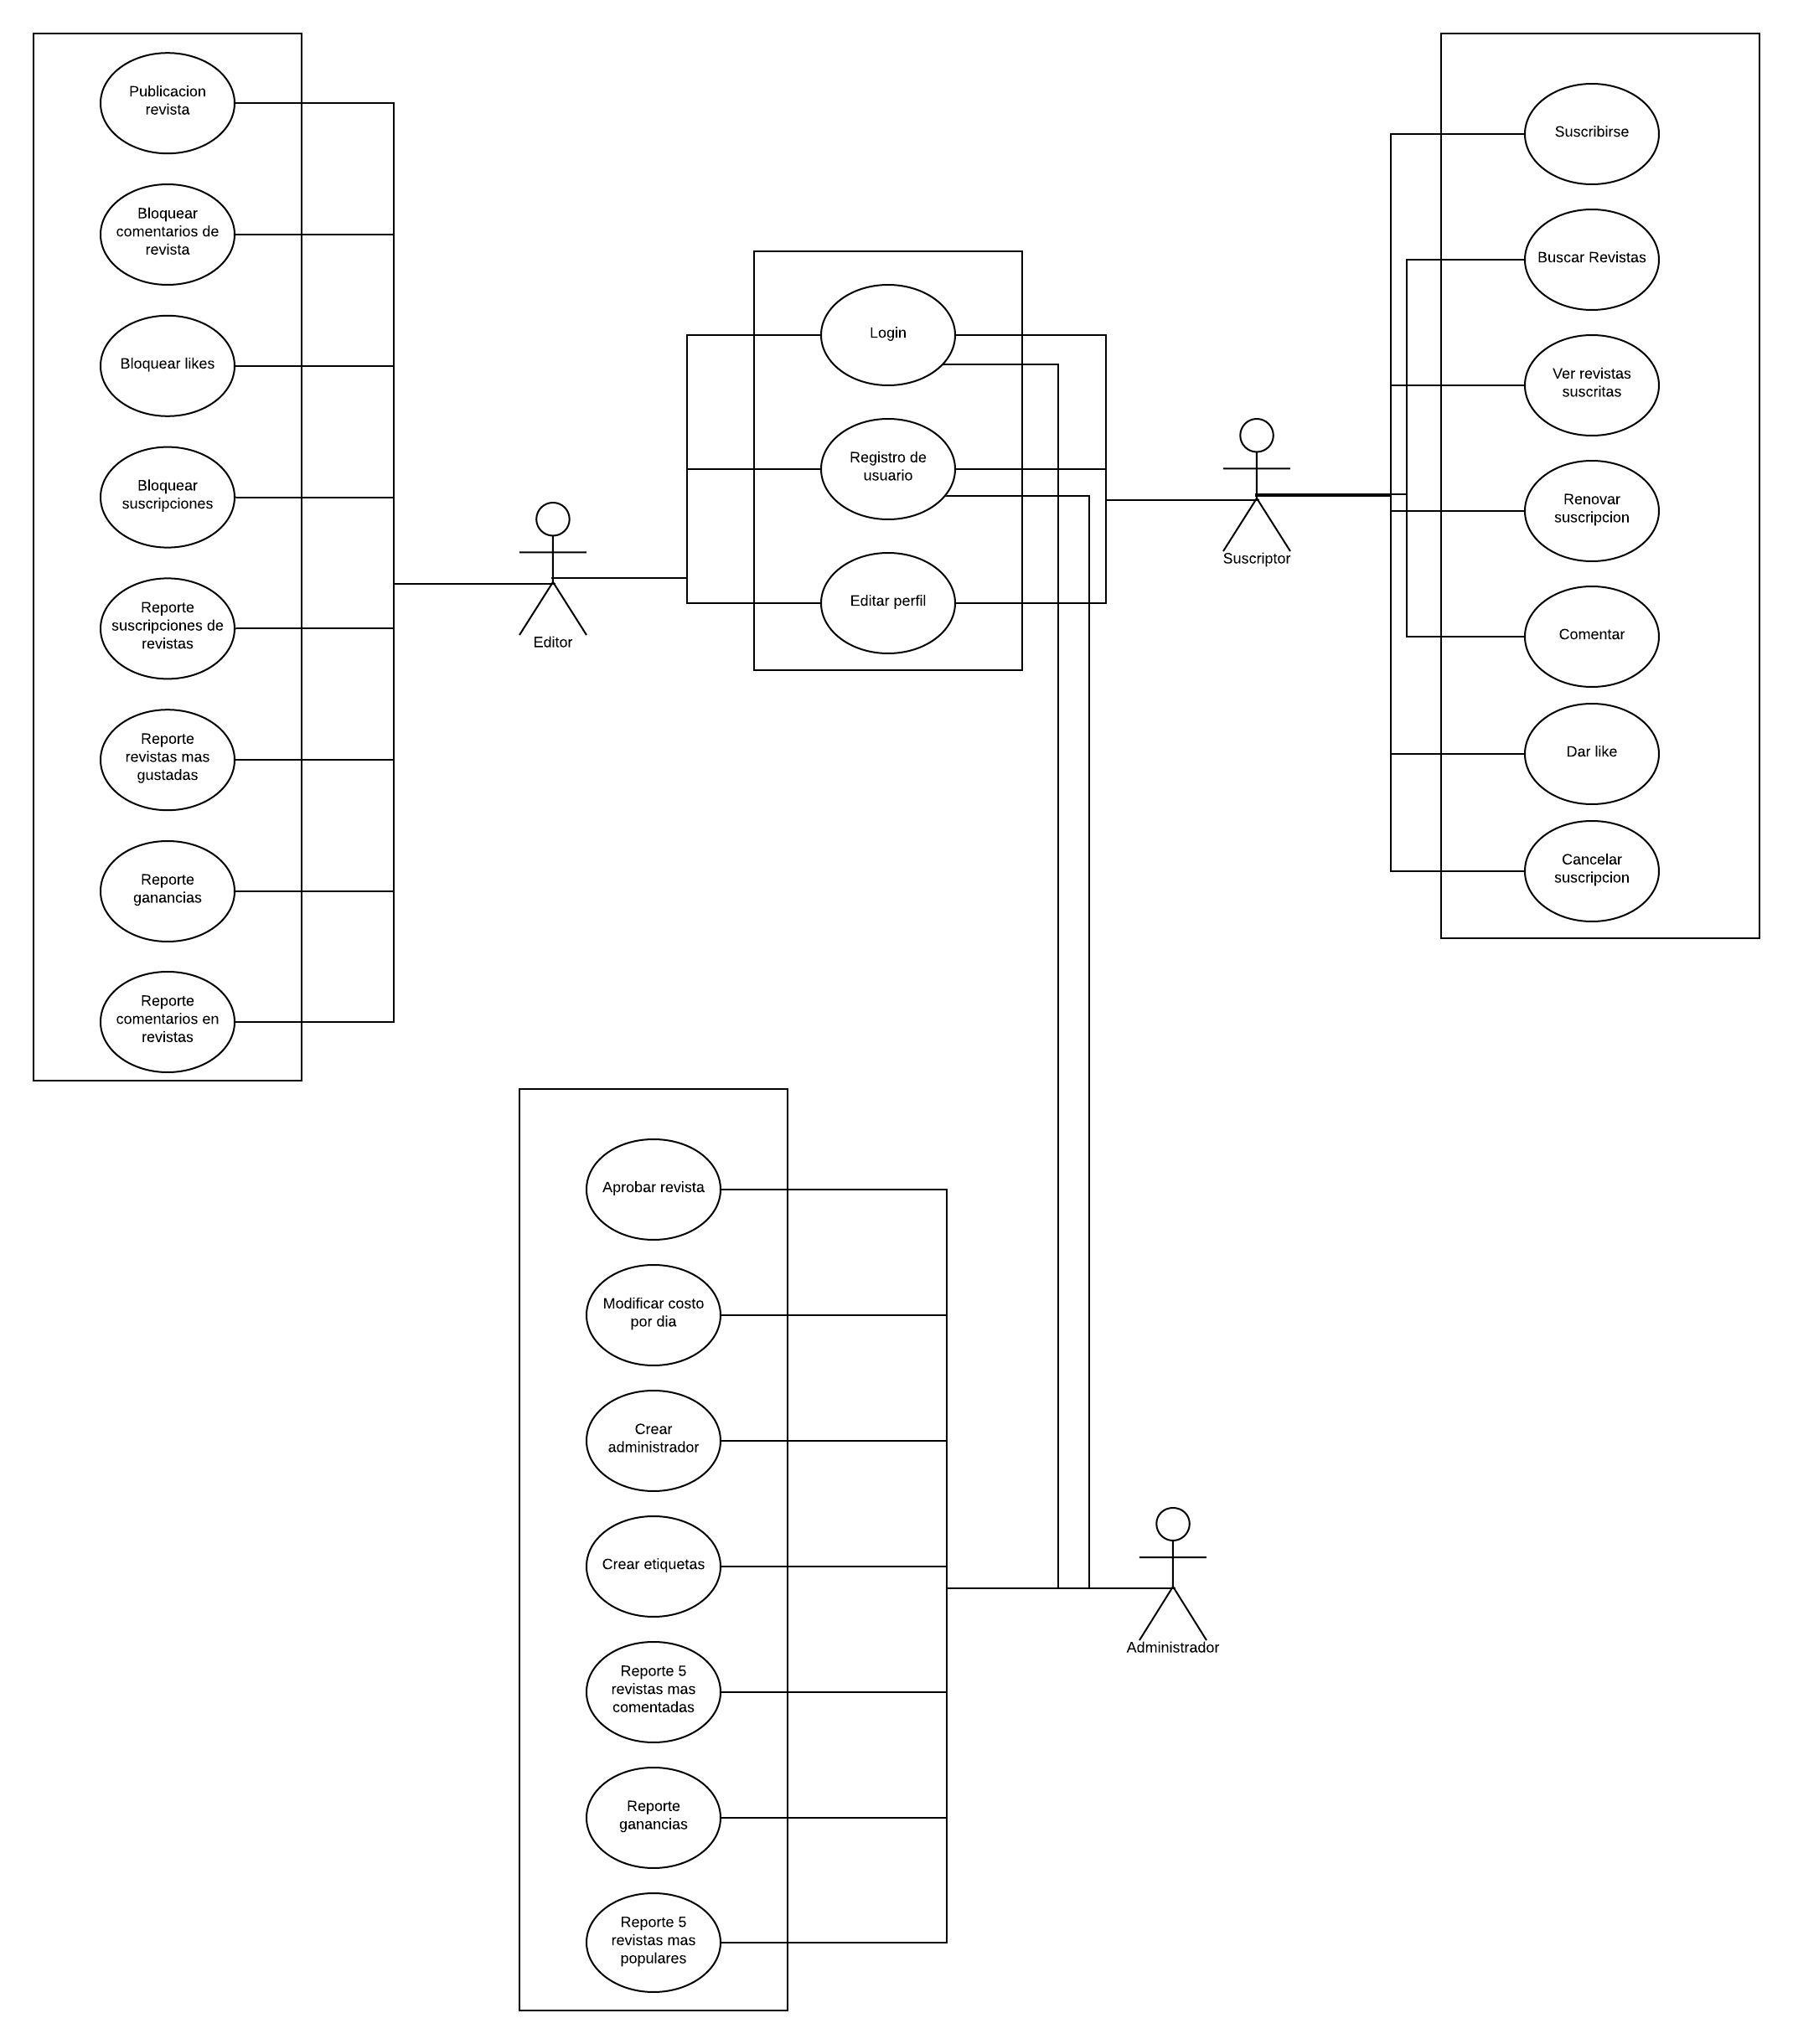 Publicacion
revista
Bloquear
comentarios de
revista
Bloquear likes
Bloquear
suscripciones
Reporte
suscripciones de
revistas
Reporte
revistas mas
gustadas
Reporte
ganancias
Reporte
comentarios en
revistas
Editor
Login
Registro de
usuario
Editar perfil
Suscriptor
Suscribirse
Buscar Revistas
Ver revistas
suscritas
Renovar
suscripcion
Comentar
Dar like
Cancelar
suscripcion
Aprobar revista
Modificar costo
por dia
Crear
administrador
Crear etiquetas
Reporte 5
revistas mas
comentadas
Reporte
ganancias
Reporte 5
revistas mas
populares
Administrador